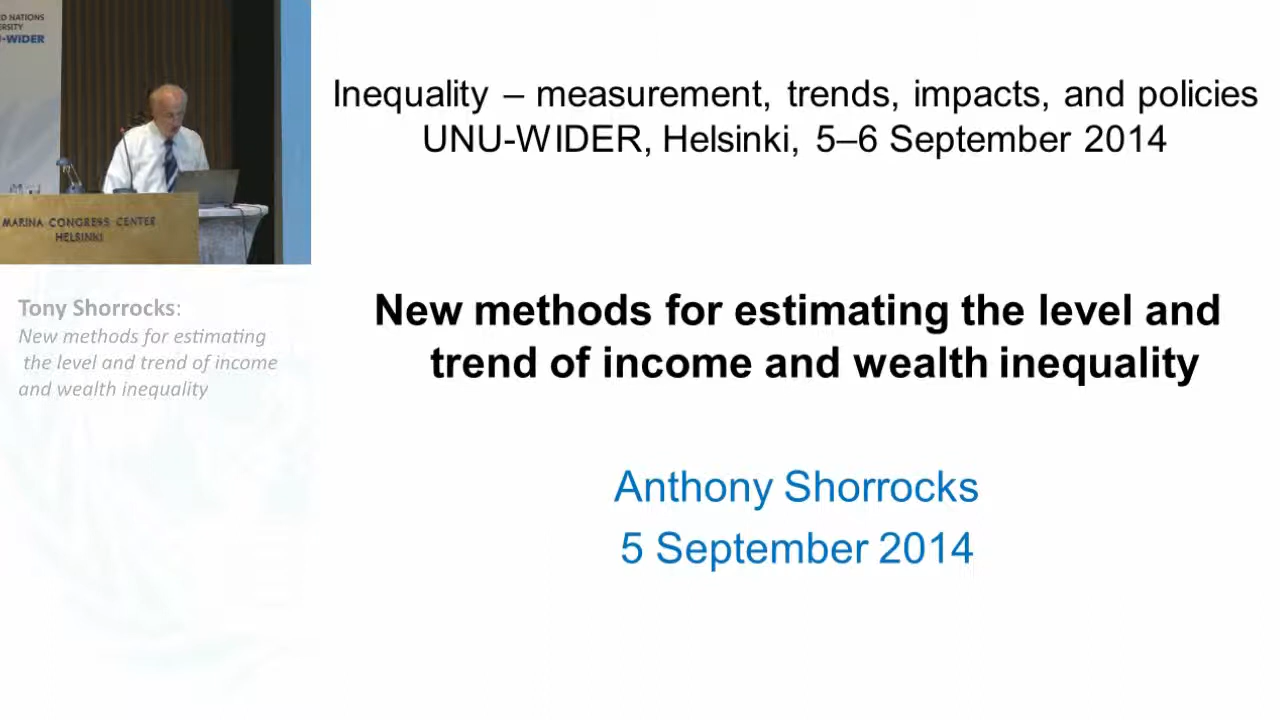 UNU-WIDER
MARINA CONGRESS CENTER
HELSINKI
Tony Shorrocks:
New methods for estimating
the level and trend of income
and wealth inequality
Inequality – measurement, trends, impacts, and policies
UNU-WIDER, Helsinki, 5–6 September 2014
New methods for estimating the level and
trend of income and wealth inequality
Anthony Shorrocks
5 September 2014